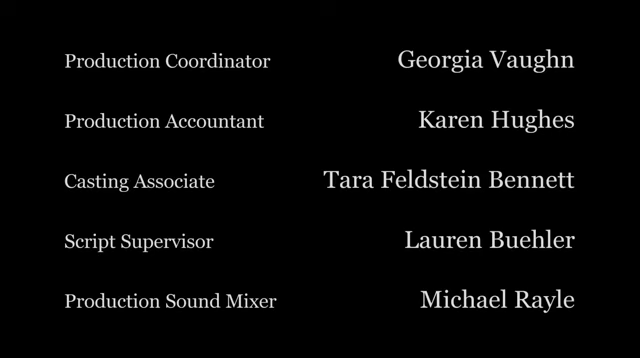 Production Coordinator Georgia Vaughn
Production Accountant Karen Hughes
Casting Associate Tara Feldstein Bennett
Script Supervisor Lauren Buehler
Production Sound Mixer Michael Rayle